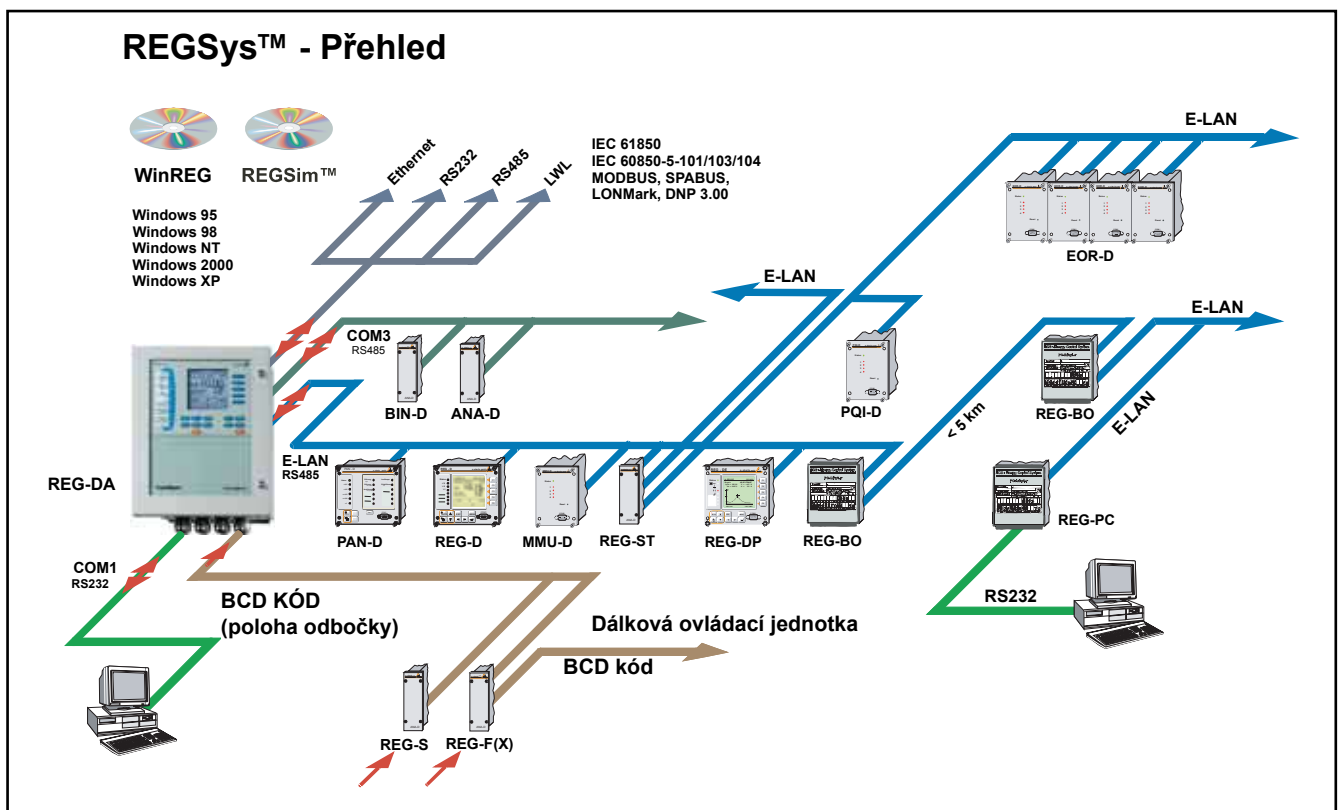 REGSys™ - Přehled
WinREG
REGSim™
Windows 95
Windows 98
Windows NT
Windows 2000
Windows XP
Ethernet
RS232
RS485
LWL
IEC 61850
IEC 60850-5-101/103/104
MODBUS, SPABUS,
LONMark, DNP 3.00
E-LAN
EOR-D
E-LAN
E-LAN
COM3
RS485
BIN-D
ANA-D
PQI-D
< 5 km
REG-BO
E-LAN
E-LAN
RS485
REG-DA
PAN-D
REG-D
MMU-D
REG-ST
REG-DP
REG-BO
REG-PC
COM1
RS232
BCD KÓD
(poloha odbočky)
RS232
Dálková ovládací jednotka
BCD kód
REG-S
REG-F(X)